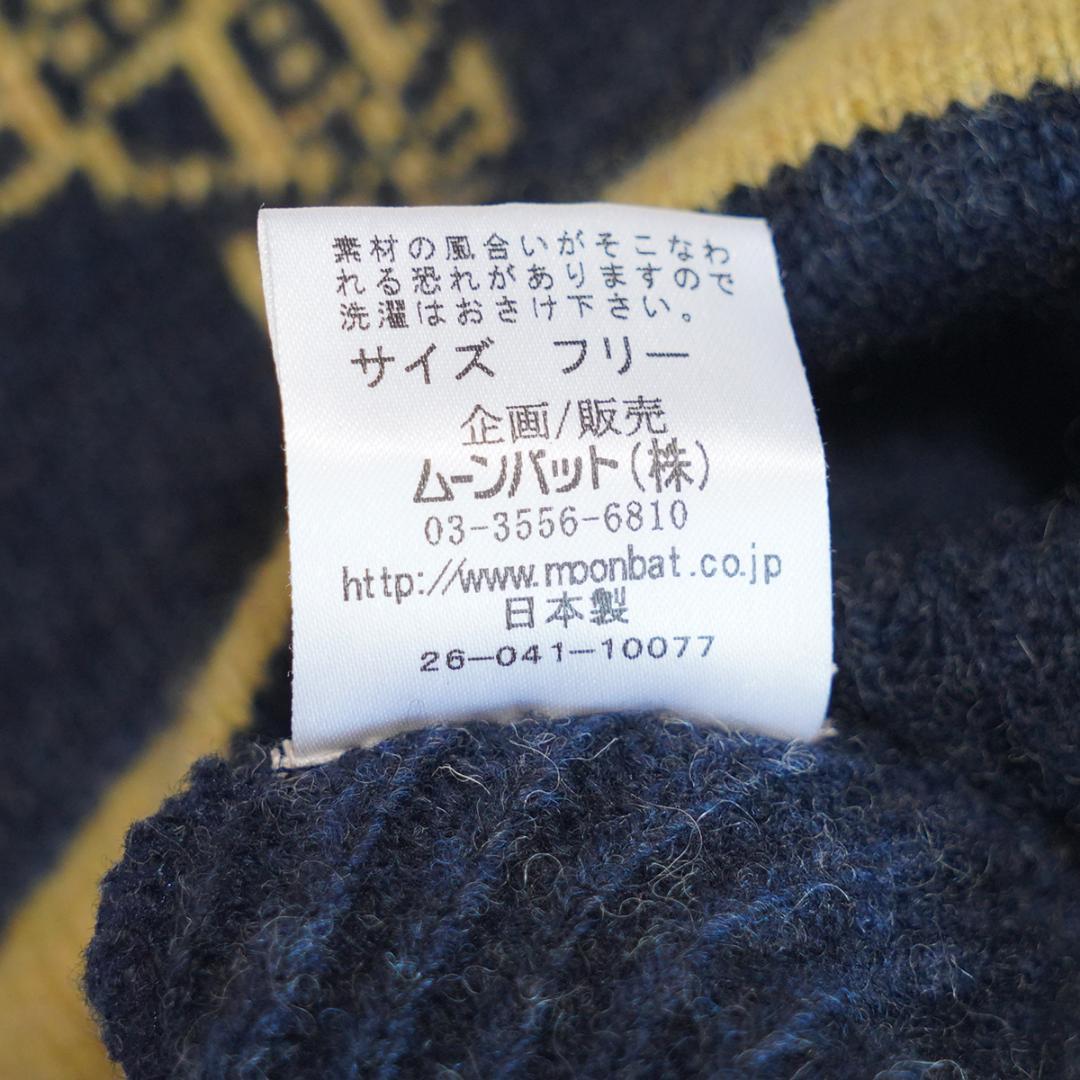 素材の風合いがそこなわ
れる恐れがありますので
洗濯はおさけ下さい。
サイズ　フリー
企画/販売
ムーンバット(株)
03-3556-6810
http://www.moonbat.co.jp
日本製
26-041-10077